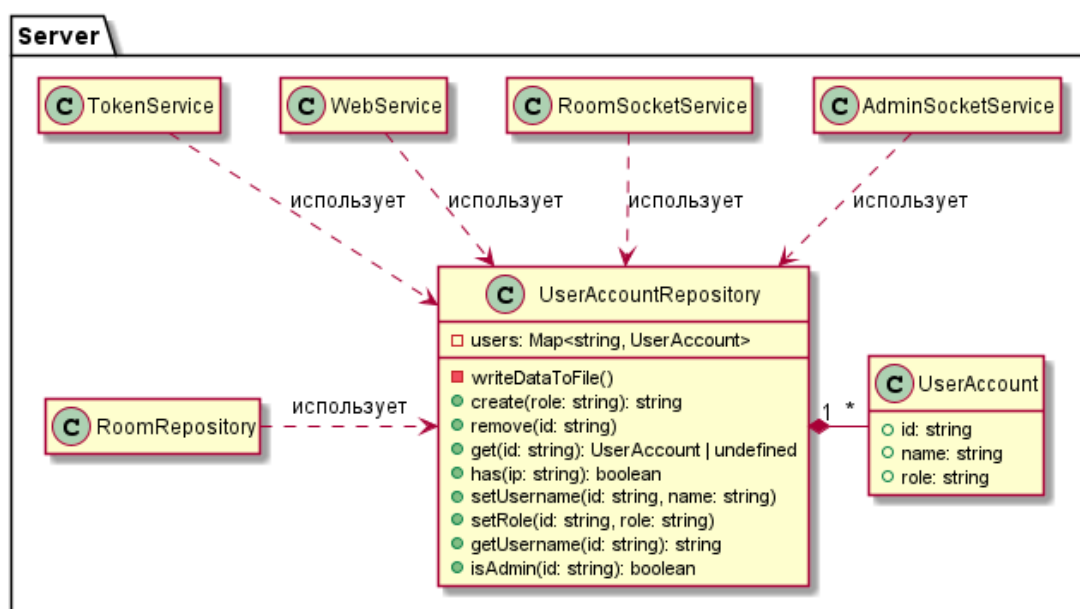 Server
C TokenService
C WebService
C RoomSocketService
C AdminSocketService
использует
использует
использует
использует
C UserAccountRepository
users: Map<string, UserAccount>
writeDataToFile()
create(role: string): string
remove(id: string)
get(id: string): UserAccount | undefined
has(ip: string): boolean
setUsername(id: string, name: string)
setRole(id: string, role: string)
getUsername(id: string): string
isAdmin(id: string): boolean
C RoomRepository
использует
1 *
C UserAccount
id: string
name: string
role: string